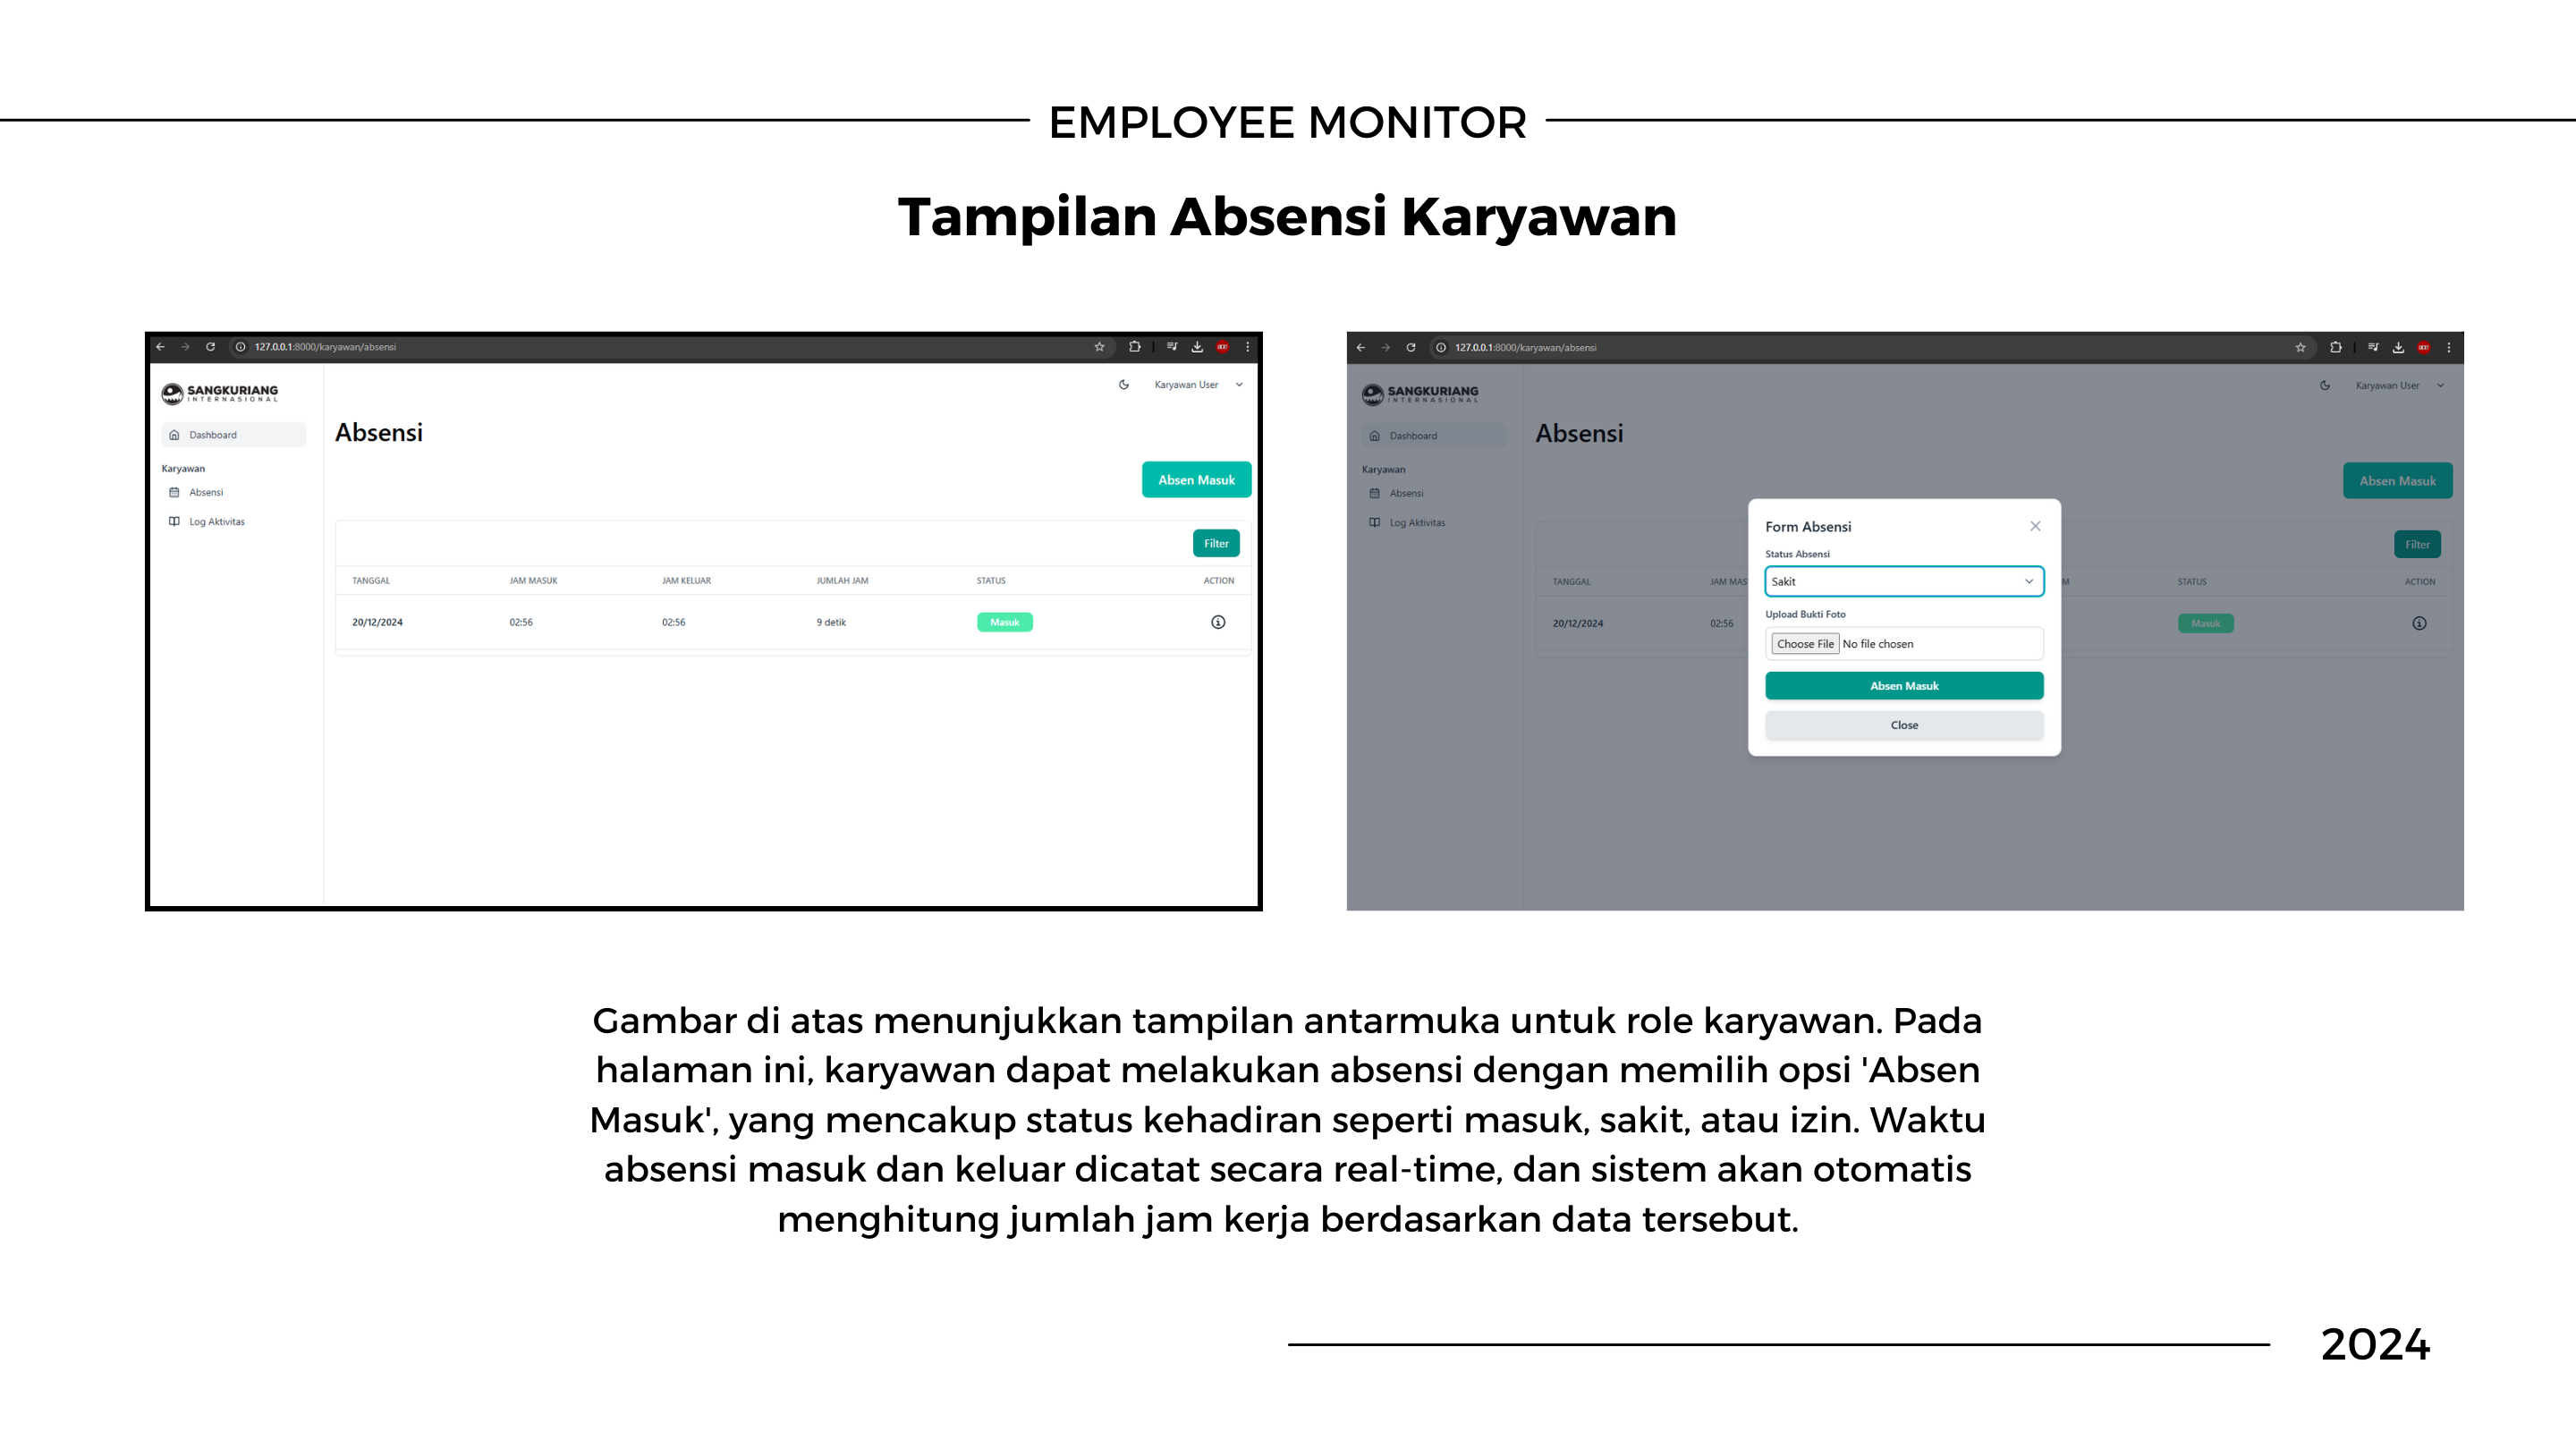 EMPLOYEE MONITOR
Tampilan Absensi Karyawan
127.0.0.1:8000/karyawan/absensi
SANGKURIANG
INTERNASIONAL
Karyawan User
Dashboard
Absensi
Karyawan
Absen Masuk
Absensi
Log Aktivitas
Filter
TANGGAL JAM MASUK JAM KELUAR JUMLAH JAM STATUS ACTION
20/12/2024 02:56 02:56 9 detik Masuk
127.0.0.1:8000/karyawan/absensi
SANGKURIANG
INTERNASIONAL
Karyawan User
Dashboard
Absensi
Karyawan
Absen Masuk
Absensi
Log Aktivitas
Filter
TANGGAL JAM MAS M STATUS ACTION
20/12/2024 02:56 Masuk
Form Absensi
Status Absensi
Sakit
Upload Bukti Foto
Choose File No file chosen
Absen Masuk
Close
Gambar di atas menunjukkan tampilan antarmuka untuk role karyawan. Pada
halaman ini, karyawan dapat melakukan absensi dengan memilih opsi 'Absen
Masuk', yang mencakup status kehadiran seperti masuk, sakit, atau izin. Waktu
absensi masuk dan keluar dicatat secara real-time, dan sistem akan otomatis
menghitung jumlah jam kerja berdasarkan data tersebut.
2024